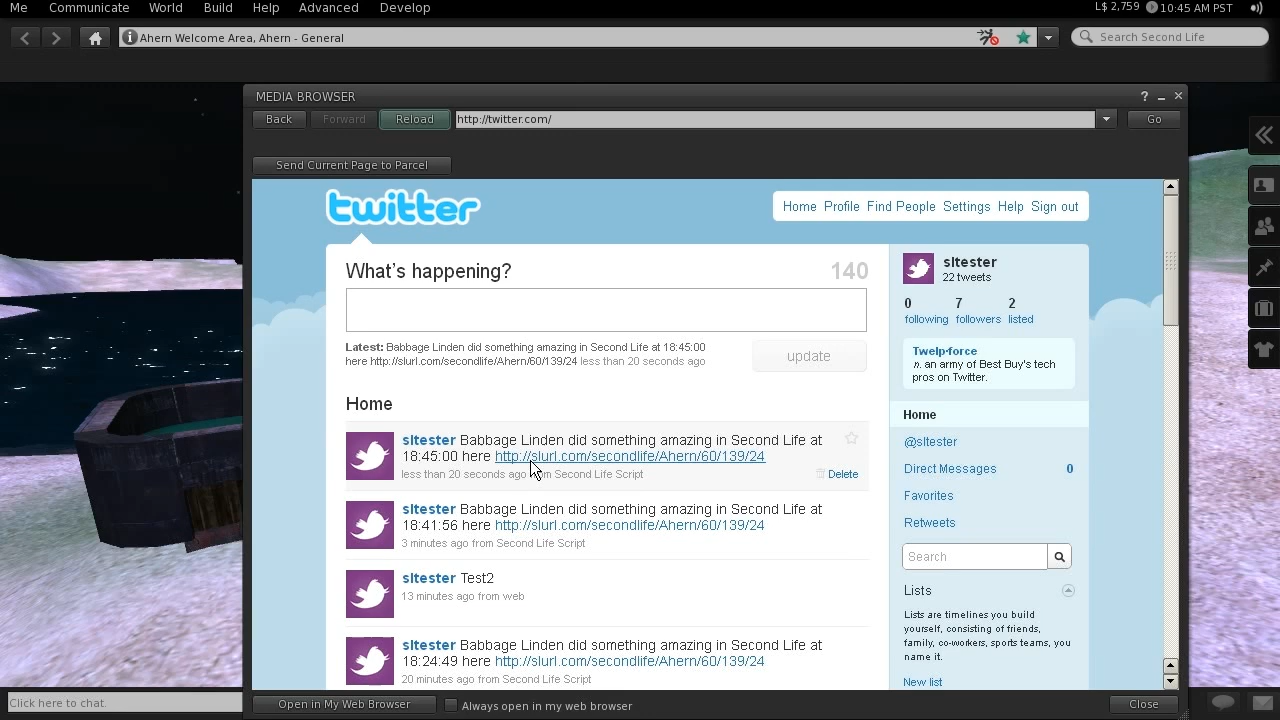 Me Communicate World Build Help Advanced Develop L$ 2,759 10:45 AM PST
Ahern Welcome Area, Ahern - General Search Second Life
MEDIA BROWSER ?
Back Forward Reload http://twitter.com/ Go
Send Current Page to Parcel
twitter
Home Profile Find People Settings Help Sign out
What's happening? 140
Latest: Babbage Linden did something amazing in Second Life at 18:45:00
here http://slurl.com/secondlife/Ahern/60/139/24 less than 20 seconds ago
update
Home
sltester Babbage Linden did something amazing in Second Life at
18:45:00 here http://slurl.com/secondlife/Ahern/60/139/24
less than 20 seconds ago from Second Life Script Delete
sltester Babbage Linden did something amazing in Second Life at
18:41:56 here http://slurl.com/secondlife/Ahern/60/139/24
3 minutes ago from Second Life Script
sltester Test2
13 minutes ago from web
sltester Babbage Linden did something amazing in Second Life at
18:24:49 here http://slurl.com/secondlife/Ahern/60/139/24
20 minutes ago from Second Life Script
sltester
22 tweets
0 7 2
following followers listed
Twelp·force
n. an army of Best Buy's tech
pros on Twitter.
Home
@sltester
Direct Messages 0
Favorites
Retweets
Search
Lists
Lists are timelines you build
yourself, consisting of friends,
family, co-workers, sports teams, you
name it.
New list
Click here to chat.
Open in My Web Browser Always open in my web browser Close